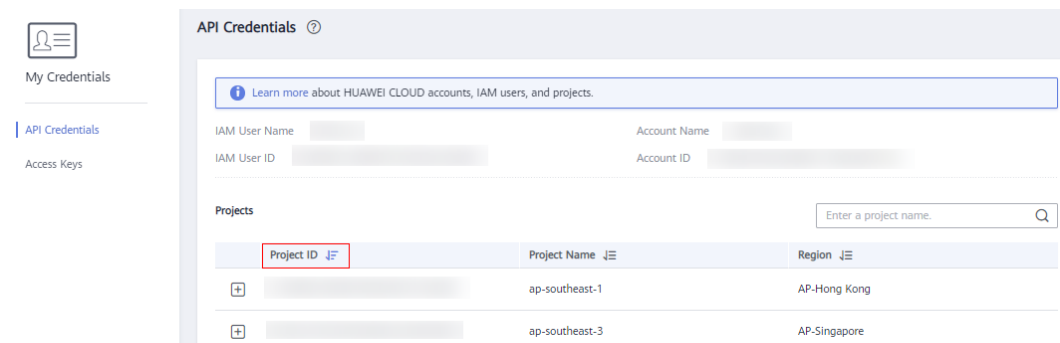 API Credentials ?
My Credentials
API Credentials
Access Keys
Learn more about HUAWEI CLOUD accounts, IAM users, and projects.
IAM User Name Account Name
IAM User ID Account ID
Projects
Enter a project name.
Project ID Project Name Region
ap-southeast-1 AP-Hong Kong
ap-southeast-3 AP-Singapore